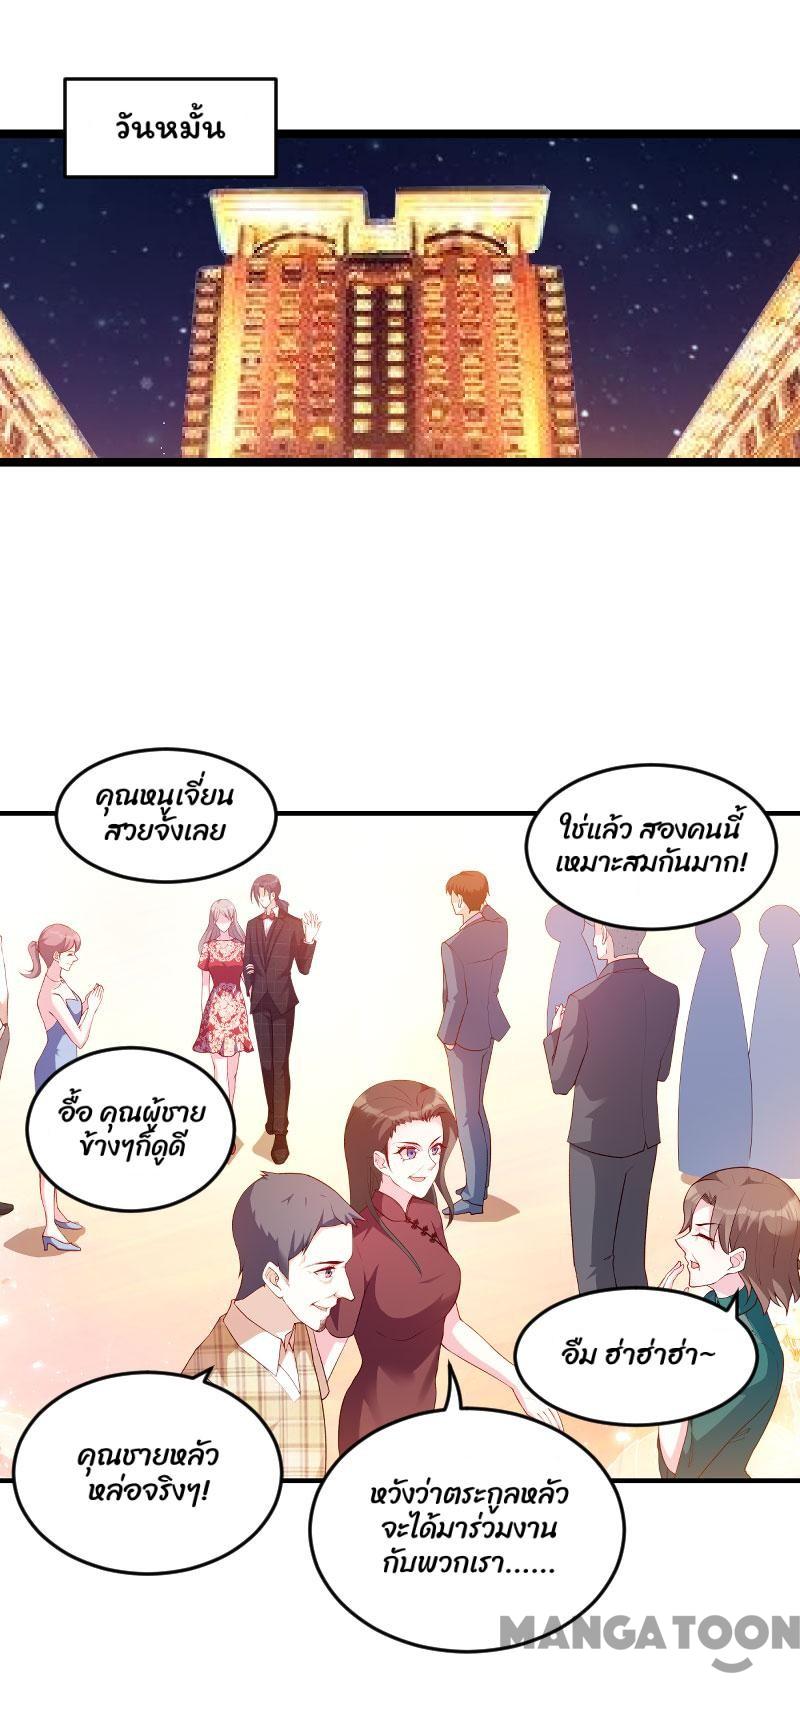 วันหมั้น
คุณหนูเจี่ยน
สวยจังเลย
ใช่แล้ว สองคนนี้
เหมาะสมกันมาก!
อื้อ คุณผู้ชาย
ข้างๆก็ดูดี
อืม ฮ่าฮ่าฮ่า~
คุณชายหลัว
หล่อจริงๆ!
หวังว่าตระกูลหลัว
จะได้มาร่วมงาน
กับพวกเรา......
MANGATOON